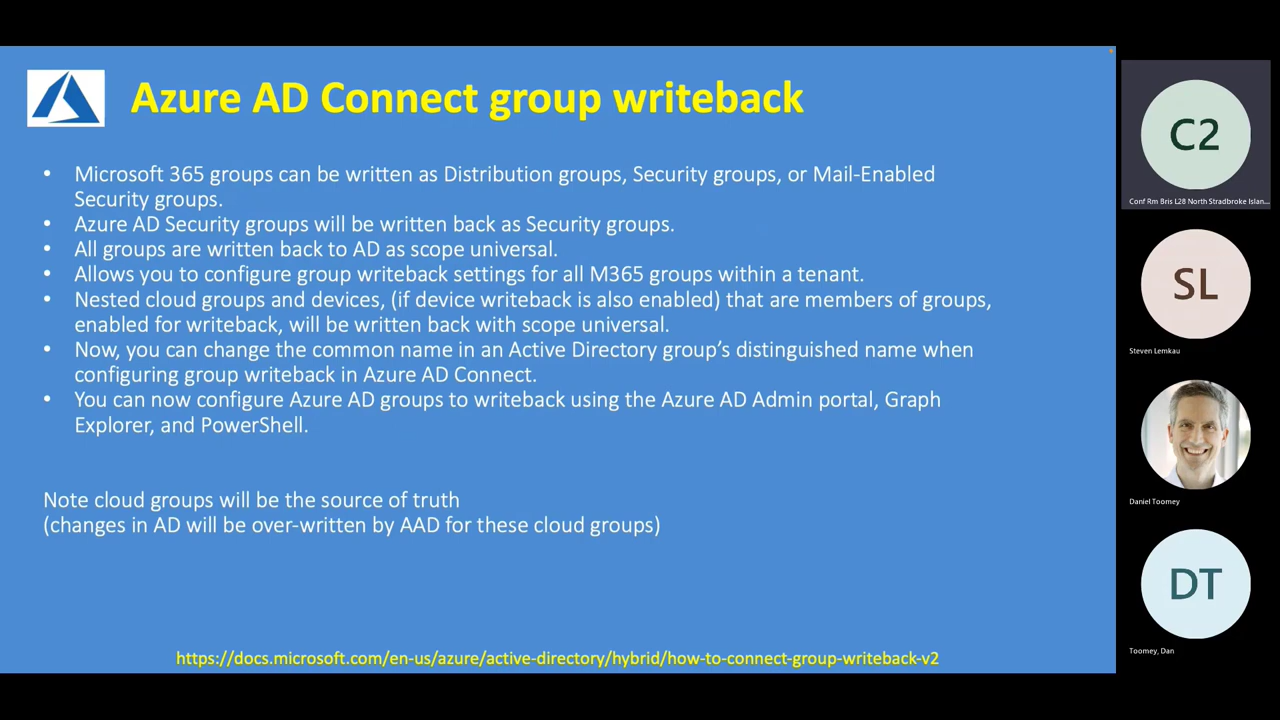 Azure AD Connect group writeback
• Microsoft 365 groups can be written as Distribution groups, Security groups, or Mail-Enabled
Security groups.
• Azure AD Security groups will be written back as Security groups.
• All groups are written back to AD as scope universal.
• Allows you to configure group writeback settings for all M365 groups within a tenant.
• Nested cloud groups and devices, (if device writeback is also enabled) that are members of groups,
enabled for writeback, will be written back with scope universal.
• Now, you can change the common name in an Active Directory group's distinguished name when
configuring group writeback in Azure AD Connect.
• You can now configure Azure AD groups to writeback using the Azure AD Admin portal, Graph
Explorer, and PowerShell.
Note cloud groups will be the source of truth
(changes in AD will be over-written by AAD for these cloud groups)
https://docs.microsoft.com/en-us/azure/active-directory/hybrid/how-to-connect-group-writeback-v2
C2
Conf Rm Bris L28 North Stradbroke Islan...
SL
Steven Lemkau
Daniel Toomey
DT
Toomey, Dan